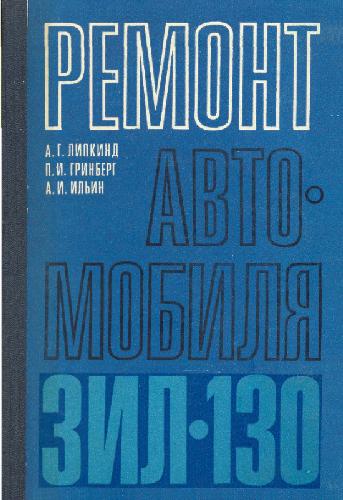 РЕМОНТ
А. Г. ЛИПКИНД
П. И. ГРИНБЕРГ
А. И. ИЛЬИН
АВТО·
МОБИЛЯ
ЗИЛ·130